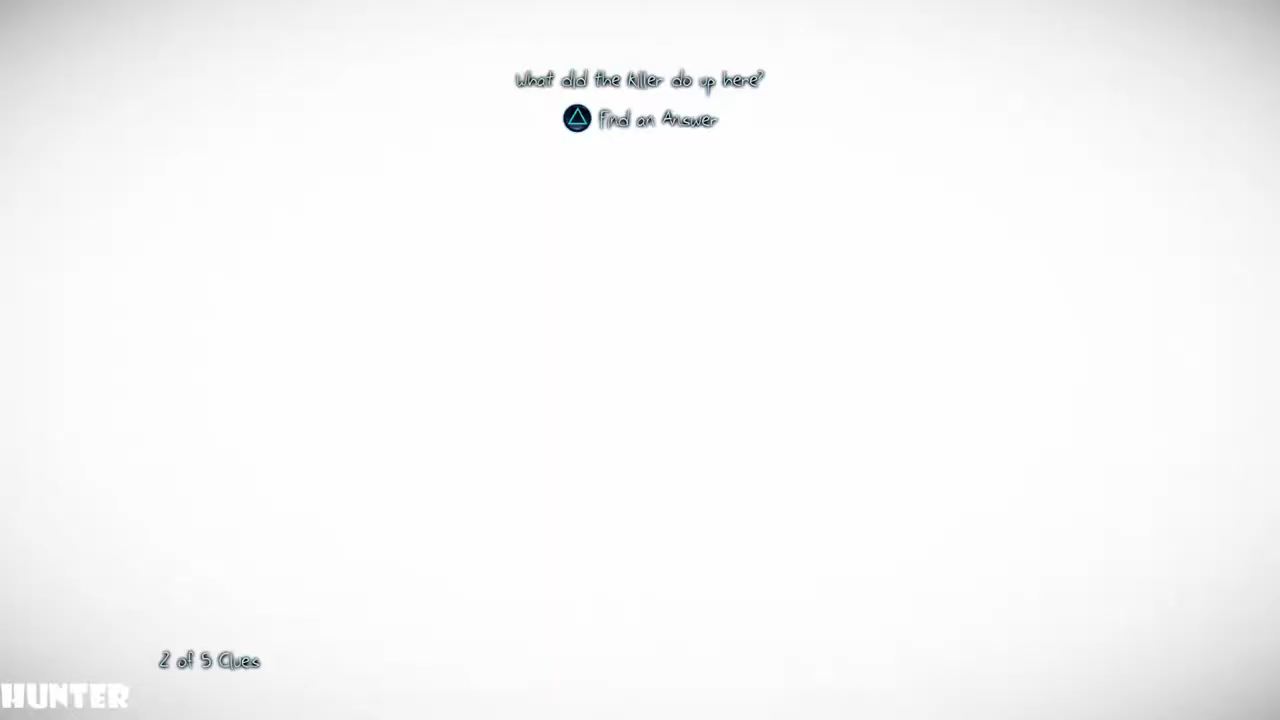 What did the killer do up here?
Find an Answer
2 of 5 Clues
HUNTER